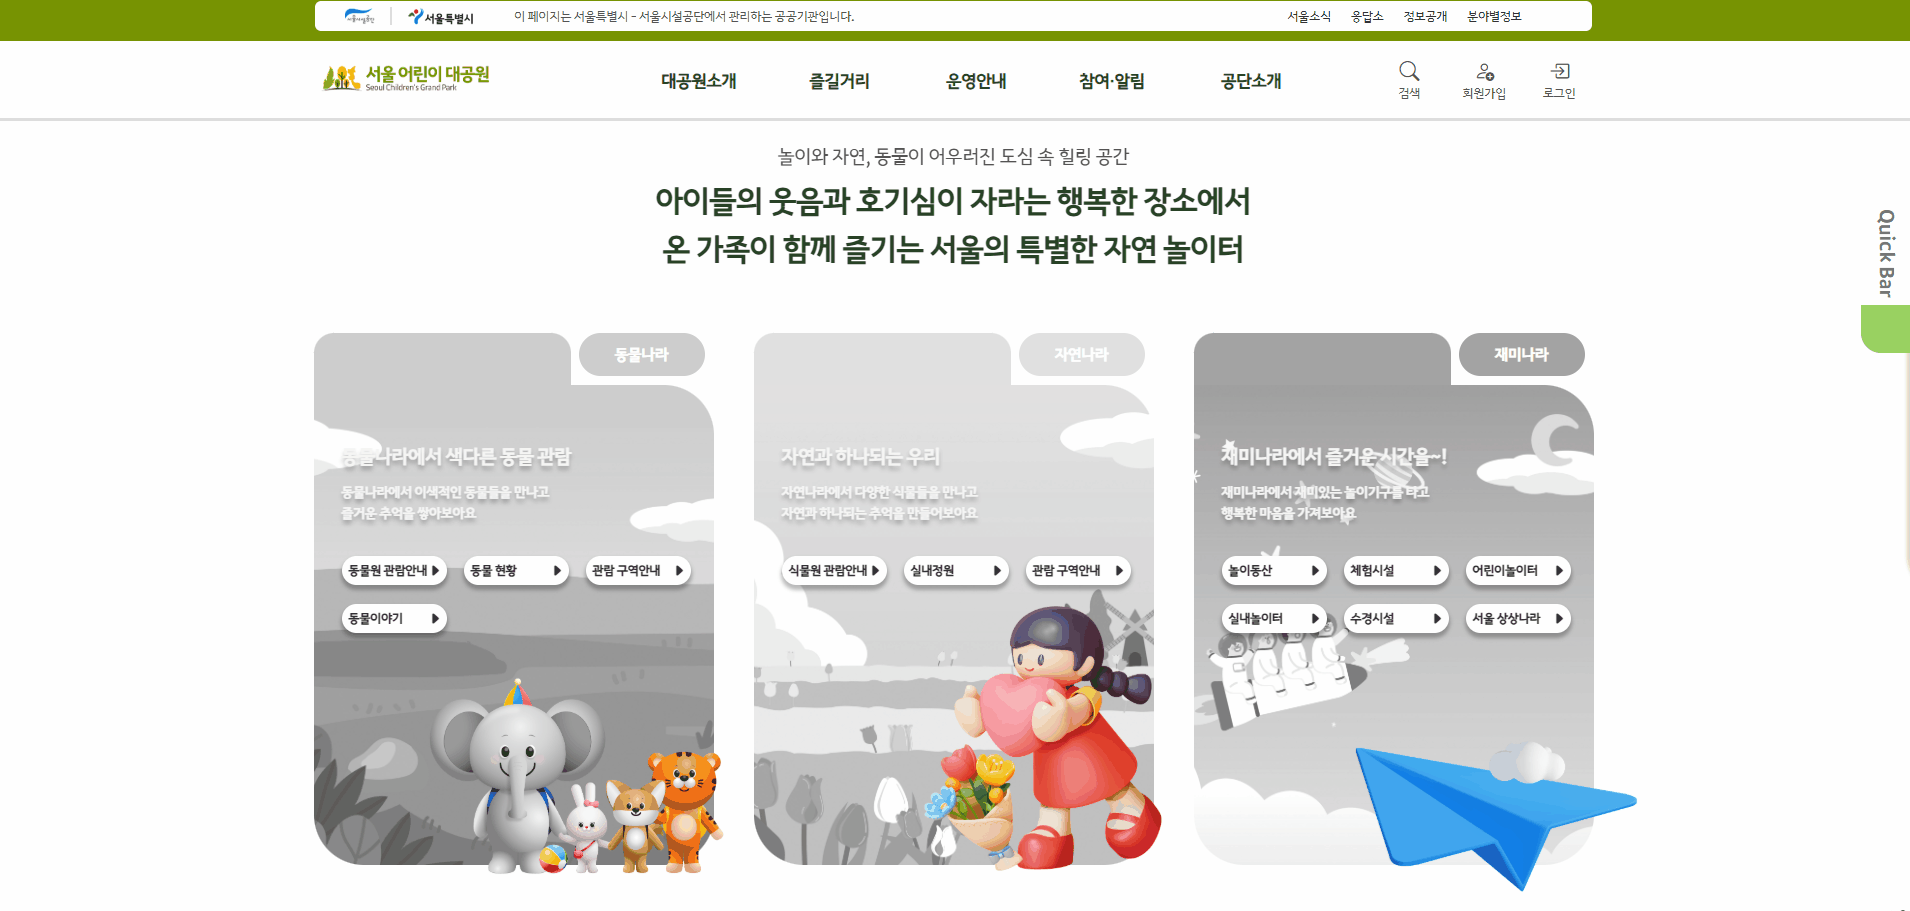 서울시설공단
서울특별시
이 페이지는 서울특별시 - 서울시설공단에서 관리하는 공공기관입니다.
서울소식
응답소
정보공개
분야별정보
서울 어린이 대공원
Seoul Children's Grand Park
대공원소개
즐길거리
운영안내
참여·알림
공단소개
검색
회원가입
로그인
놀이와 자연, 동물이 어우러진 도심 속 힐링 공간
아이들의 웃음과 호기심이 자라는 행복한 장소에서
온 가족이 함께 즐기는 서울의 특별한 자연 놀이터
Quick Bar
동물나라
동물나라에서 색다른 동물 관람
동물나라에서 이색적인 동물들을 만나고
즐거운 추억을 쌓아보아요
동물원 관람안내
동물 현황
관람 구역안내
동물이야기
자연나라
자연과 하나되는 우리
자연나라에서 다양한 식물들을 만나고
자연과 하나되는 추억을 만들어보아요
식물원 관람안내
실내정원
관람 구역안내
재미나라
재미나라에서 즐거운 시간을~!
재미나라에서 재미있는 놀이기구를 타고
행복한 마음을 가져보아요
놀이동산
체험시설
어린이놀이터
실내놀이터
수경시설
서울 상상나라